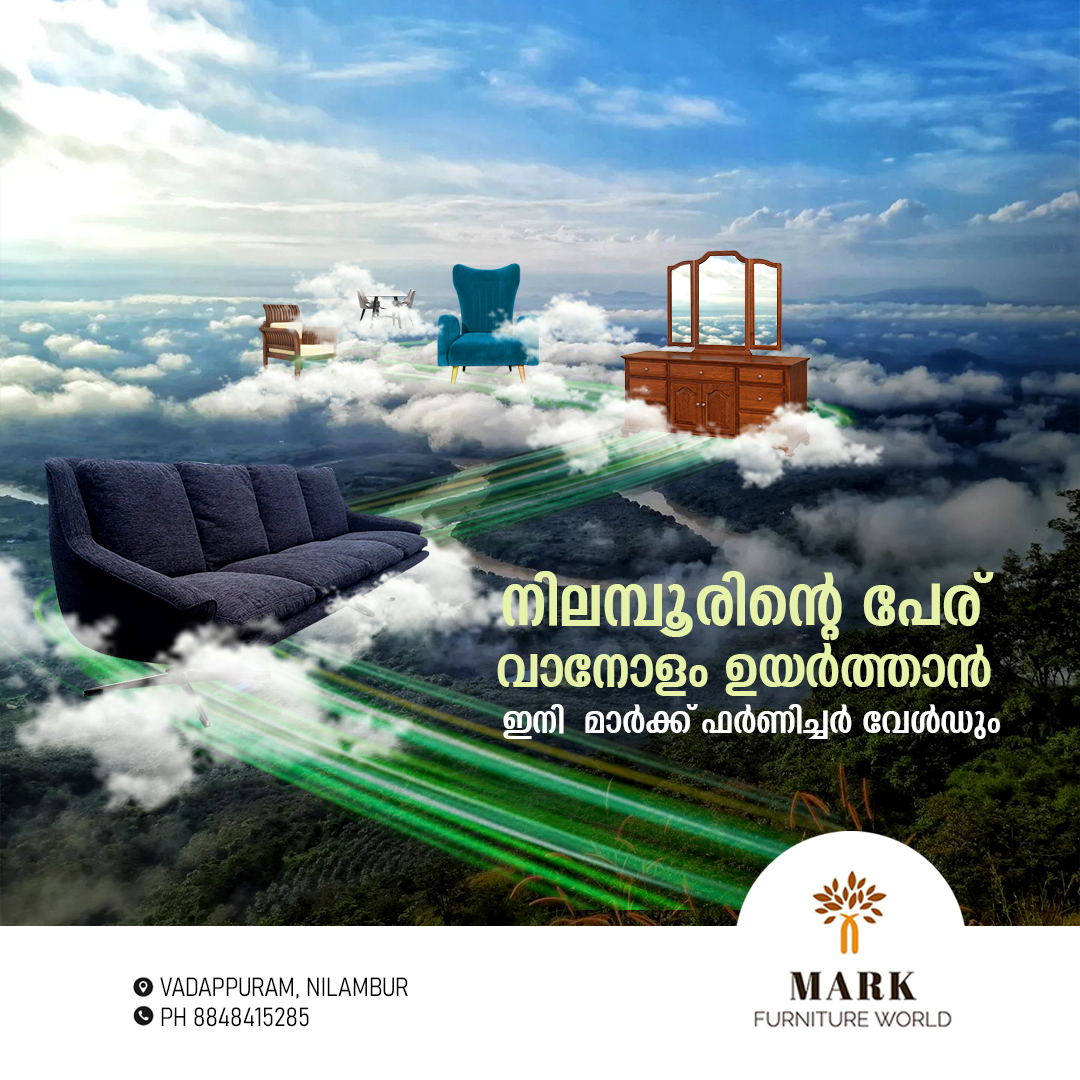 നിലമ്പൂരിന്റെ പേര്
വാനോളം ഉയർത്താൻ
ഇനി മാർക്ക് ഫർണിച്ചർ വേൾഡും
VADAPPURAM, NILAMBUR
PH 8848415285
MARK
FURNITURE WORLD